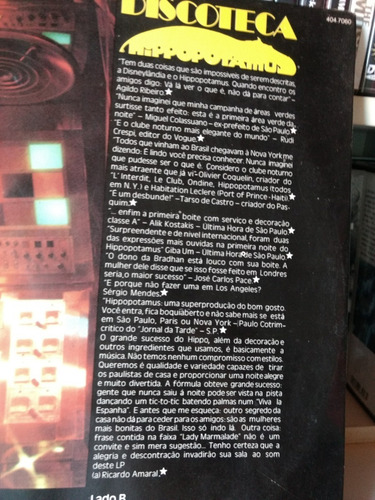 DISCOTECA
404.7060
HIPPOPOTAMUS
"Tem duas coisas que são impossíveis de serem descritas,
a Disneylândia e o Hippopotamus. Quando encontro os
amigos digo: Vá lá ver o que é, não dá para contar" –
Agildo Ribeiro★
"Nunca imaginei que minha campanha de áreas verdes
surtisse tanto efeito: esta é a primeira área verde da
noite" – Miguel Colassuano – ex-prefeito de São Paulo★
"É o clube noturno mais elegante do mundo" – Rudi
Crespi, editor do Vogue★
"Todos que vinham ao Brasil chegavam à Nova York me
dizendo: É lindo você precisa conhecer. Nunca imaginei
que pudesse ser o que é. Considero o clube noturno
mais atraente que já vi"-Olivier Coquelin, criador do
"L' Interdit, Le Club, Ondine, Hippopotamus (todos
em N.Y.) e Habitation Leclere (Port of Prince-Haiti)★
"É um desbunde!" –Tarso de Castro – criador do Pas-
quim★
"... enfim a primeira boite com serviço e decoração
classe A" – Alik Kostakis – Última Hora de São Paulo★
"Surpreendente e de nível internacional, foram duas
das expressões mais ouvidas na primeira noite do
Hippopotamus" Giba Um – Última Hora de São Paulo★
"O dono da Bradhan está louco com sua boite. A
mulher dele disse que se isso fosse feito em Londres
seria o maior sucesso" – José Carlos Pace★
"E porque não fazer uma em Los Angeles?
Sérgio Mendes★
"Hippopotamus: uma superprodução do bom gosto.
Você entra, fica boquiaberto e não sabe mais se está
em São Paulo, Paris ou Nova York – Paulo Cotrim-
crítico do "Jornal da Tarde" – S.P.★
O grande sucesso do Hippo, além da decoração e
outros ingredientes que usamos, é basicamente a
música. Não temos nenhum compromisso com estilos.
Queremos é qualidade e variedade capazes de tirar
os paulistas de casa e proporcionar uma noite alegre
e muito divertida. A fórmula obteve grande sucesso:
gente que nunca saiu à noite pode ser vista na pista
dançando um tic-to-tic batendo palmas num "Viva la
Espanha". E antes que me esqueça: outro segredo da
casa não dá para ceder para os amigos: são as mulheres
mais bonitas do Brasil. Isso só indo lá. Outra coisa:
frase contida na faixa "Lady Marmalade" não é um
convite e sim mera sugestão... Tenho certeza que a
alegria e descontração invadirão sua sala ao som
deste LP
(a) Ricardo Amaral★
Lado B